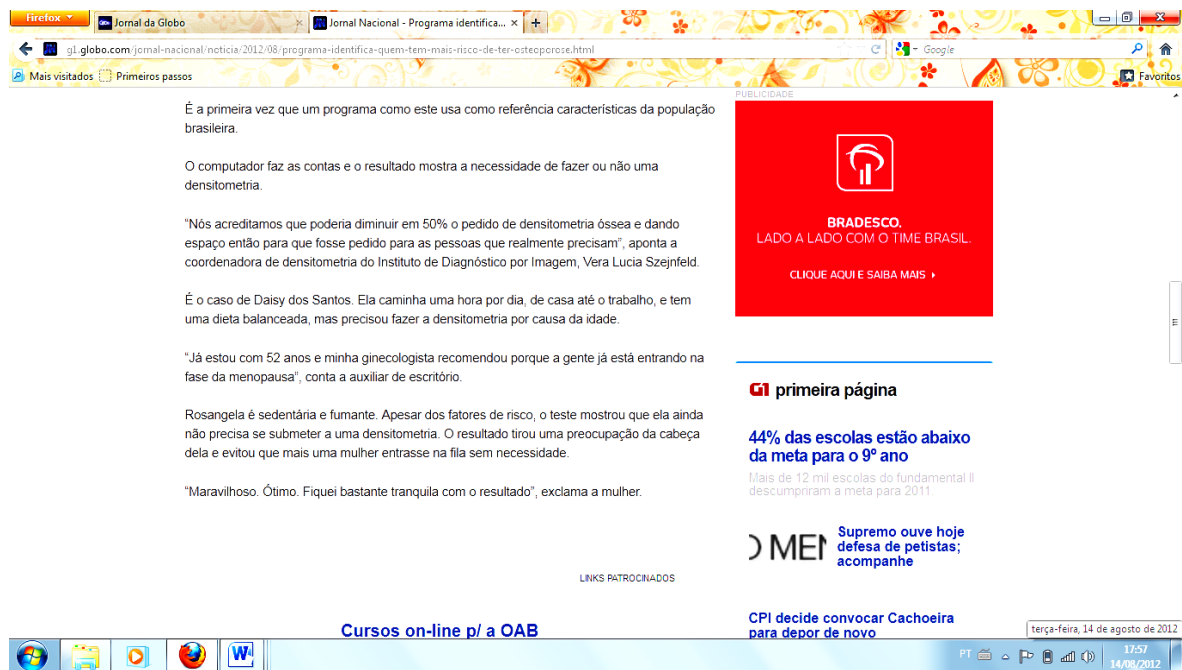 Firefox
Jornal da Globo
Jornal Nacional - Programa identifica...
g1.globo.com/jornal-nacional/noticia/2012/08/programa-identifica-quem-tem-mais-risco-de-ter-osteoporose.html
Google
Mais visitados
Primeiros passos
Favoritos
É a primeira vez que um programa como este usa como referência características da população
brasileira.
O computador faz as contas e o resultado mostra a necessidade de fazer ou não uma
densitometria.
“Nós acreditamos que poderia diminuir em 50% o pedido de densitometria óssea e dando
espaço então para que fosse pedido para as pessoas que realmente precisam”, aponta a
coordenadora de densitometria do Instituto de Diagnóstico por Imagem, Vera Lucia Szejnfeld.
É o caso de Daisy dos Santos. Ela caminha uma hora por dia, de casa até o trabalho, e tem
uma dieta balanceada, mas precisou fazer a densitometria por causa da idade.
“Já estou com 52 anos e minha ginecologista recomendou porque a gente já está entrando na
fase da menopausa”, conta a auxiliar de escritório.
Rosangela é sedentária e fumante. Apesar dos fatores de risco, o teste mostrou que ela ainda
não precisa se submeter a uma densitometria. O resultado tirou uma preocupação da cabeça
dela e evitou que mais uma mulher entrasse na fila sem necessidade.
“Maravilhoso. Ótimo. Fiquei bastante tranquila com o resultado”, exclama a mulher.
LINKS PATROCINADOS
Cursos on-line p/ a OAB
PUBLICIDADE
BRADESCO.
LADO A LADO COM O TIME BRASIL.
CLIQUE AQUI E SAIBA MAIS
G1 primeira página
44% das escolas estão abaixo
da meta para o 9º ano
Mais de 12 mil escolas do fundamental II
descumpriram a meta para 2011.
O MEN
Supremo ouve hoje
defesa de petistas;
acompanhe
CPI decide convocar Cachoeira
para depor de novo
terça-feira, 14 de agosto de 2012
PT
17:57
14/08/2012